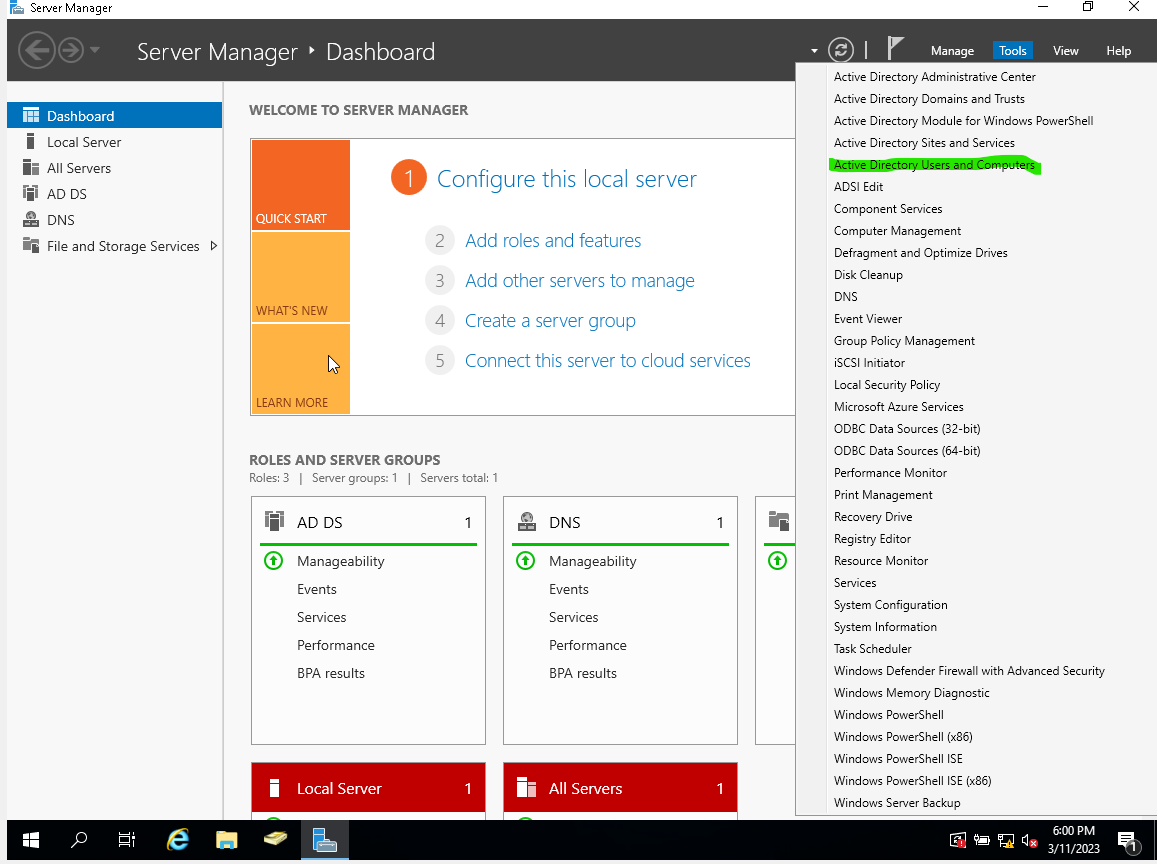 Server Manager
Server Manager ‣ Dashboard
Manage Tools View Help
Dashboard
Local Server
All Servers
AD DS
DNS
File and Storage Services
WELCOME TO SERVER MANAGER
QUICK START
WHAT'S NEW
LEARN MORE
1 Configure this local server
2 Add roles and features
3 Add other servers to manage
4 Create a server group
5 Connect this server to cloud services
ROLES AND SERVER GROUPS
Roles: 3 | Server groups: 1 | Servers total: 1
AD DS 1
Manageability
Events
Services
Performance
BPA results
DNS 1
Manageability
Events
Services
Performance
BPA results
Local Server 1
All Servers 1
Active Directory Administrative Center
Active Directory Domains and Trusts
Active Directory Module for Windows PowerShell
Active Directory Sites and Services
Active Directory Users and Computers
ADSI Edit
Component Services
Computer Management
Defragment and Optimize Drives
Disk Cleanup
DNS
Event Viewer
Group Policy Management
iSCSI Initiator
Local Security Policy
Microsoft Azure Services
ODBC Data Sources (32-bit)
ODBC Data Sources (64-bit)
Performance Monitor
Print Management
Recovery Drive
Registry Editor
Resource Monitor
Services
System Configuration
System Information
Task Scheduler
Windows Defender Firewall with Advanced Security
Windows Memory Diagnostic
Windows PowerShell
Windows PowerShell (x86)
Windows PowerShell ISE
Windows PowerShell ISE (x86)
Windows Server Backup
6:00 PM
3/11/2023
1